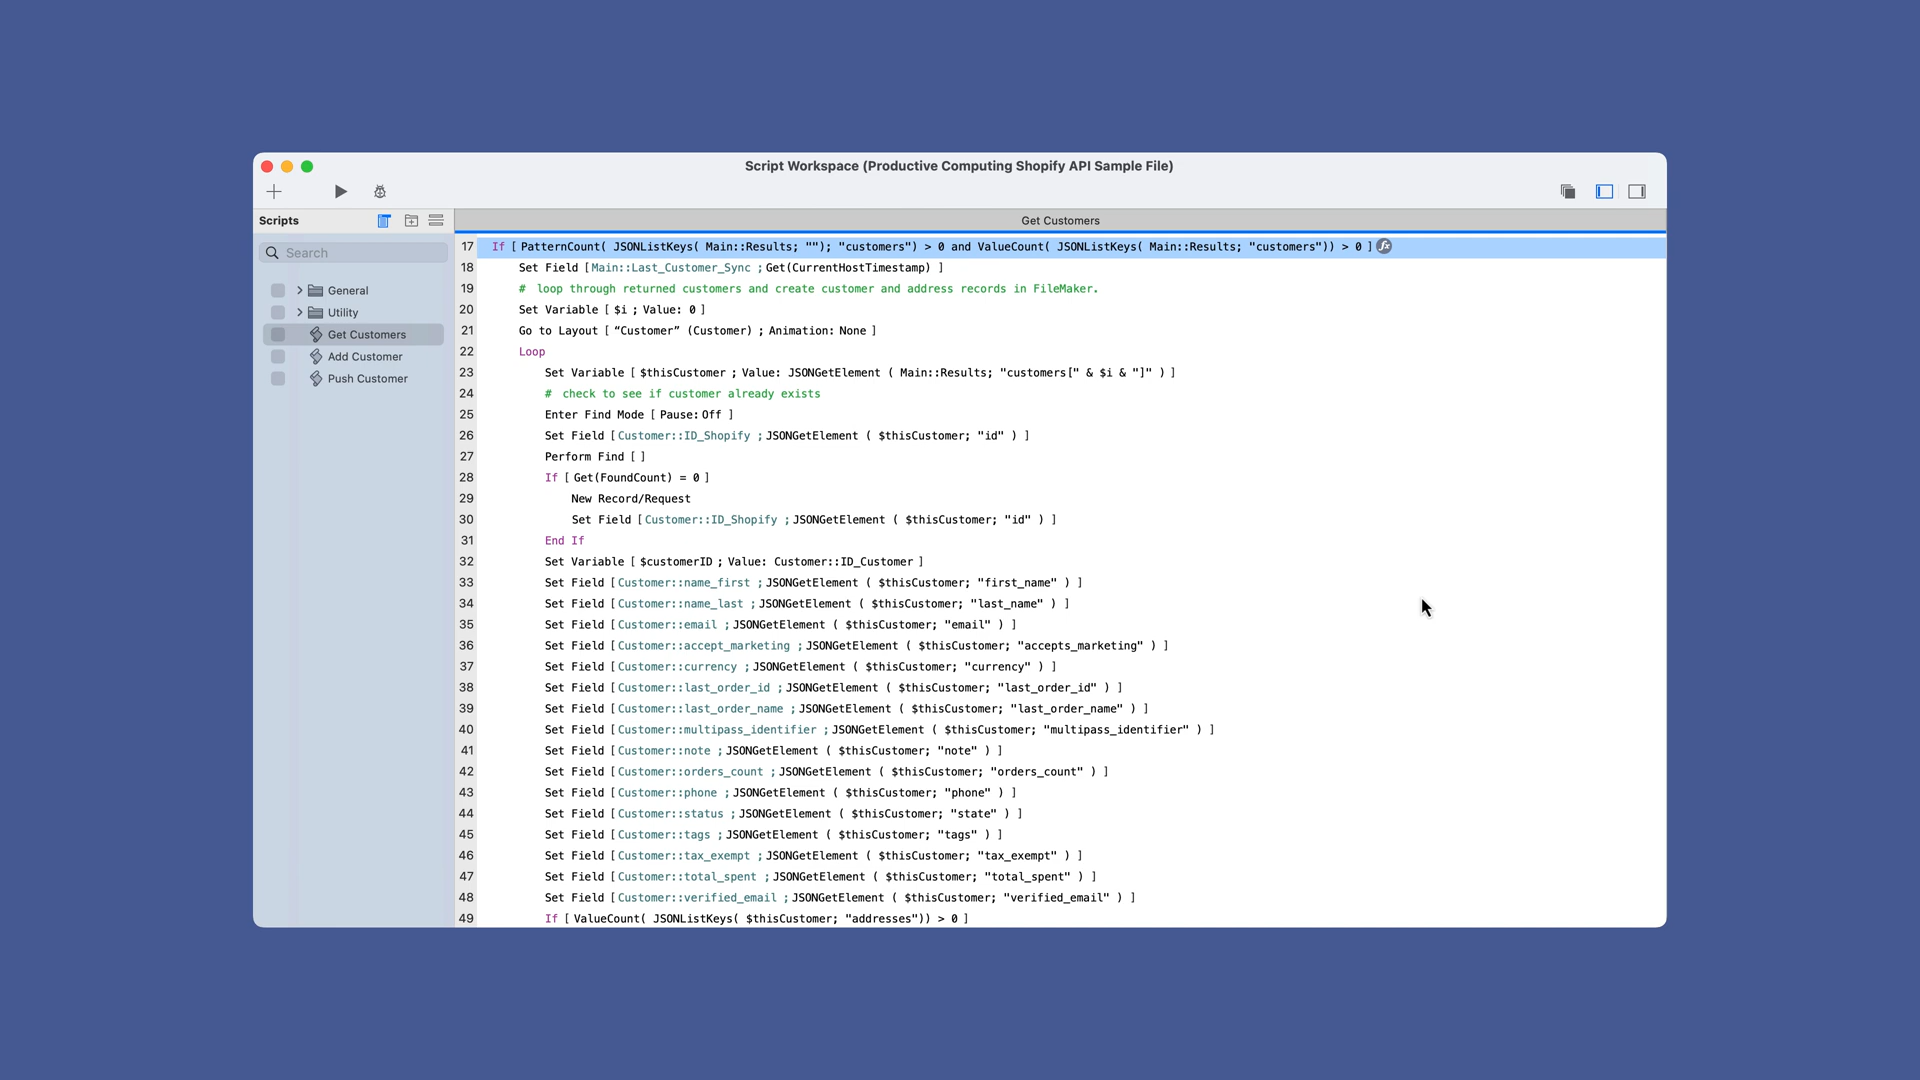 Script Workspace (Productive Computing Shopify API Sample File)
Scripts
Get Customers
Search
General
Utility
Get Customers
Add Customer
Push Customer
17 If [ PatternCount( JSONListKeys( Main::Results; ""); "customers") > 0 and ValueCount( JSONListKeys( Main::Results; "customers")) > 0 ] fx
18 Set Field [ Main::Last_Customer_Sync ; Get(CurrentHostTimestamp) ]
19 # loop through returned customers and create customer and address records in FileMaker.
20 Set Variable [ $i ; Value: 0 ]
21 Go to Layout [ “Customer” (Customer) ; Animation: None ]
22 Loop
23 Set Variable [ $thisCustomer ; Value: JSONGetElement ( Main::Results; "customers[" & $i & "]" ) ]
24 # check to see if customer already exists
25 Enter Find Mode [ Pause: Off ]
26 Set Field [ Customer::ID_Shopify ; JSONGetElement ( $thisCustomer; "id" ) ]
27 Perform Find [ ]
28 If [ Get(FoundCount) = 0 ]
29 New Record/Request
30 Set Field [ Customer::ID_Shopify ; JSONGetElement ( $thisCustomer; "id" ) ]
31 End If
32 Set Variable [ $customerID ; Value: Customer::ID_Customer ]
33 Set Field [ Customer::name_first ; JSONGetElement ( $thisCustomer; "first_name" ) ]
34 Set Field [ Customer::name_last ; JSONGetElement ( $thisCustomer; "last_name" ) ]
35 Set Field [ Customer::email ; JSONGetElement ( $thisCustomer; "email" ) ]
36 Set Field [ Customer::accept_marketing ; JSONGetElement ( $thisCustomer; "accepts_marketing" ) ]
37 Set Field [ Customer::currency ; JSONGetElement ( $thisCustomer; "currency" ) ]
38 Set Field [ Customer::last_order_id ; JSONGetElement ( $thisCustomer; "last_order_id" ) ]
39 Set Field [ Customer::last_order_name ; JSONGetElement ( $thisCustomer; "last_order_name" ) ]
40 Set Field [ Customer::multipass_identifier ; JSONGetElement ( $thisCustomer; "multipass_identifier" ) ]
41 Set Field [ Customer::note ; JSONGetElement ( $thisCustomer; "note" ) ]
42 Set Field [ Customer::orders_count ; JSONGetElement ( $thisCustomer; "orders_count" ) ]
43 Set Field [ Customer::phone ; JSONGetElement ( $thisCustomer; "phone" ) ]
44 Set Field [ Customer::status ; JSONGetElement ( $thisCustomer; "state" ) ]
45 Set Field [ Customer::tags ; JSONGetElement ( $thisCustomer; "tags" ) ]
46 Set Field [ Customer::tax_exempt ; JSONGetElement ( $thisCustomer; "tax_exempt" ) ]
47 Set Field [ Customer::total_spent ; JSONGetElement ( $thisCustomer; "total_spent" ) ]
48 Set Field [ Customer::verified_email ; JSONGetElement ( $thisCustomer; "verified_email" ) ]
49 If [ ValueCount( JSONListKeys( $thisCustomer; "addresses")) > 0 ]